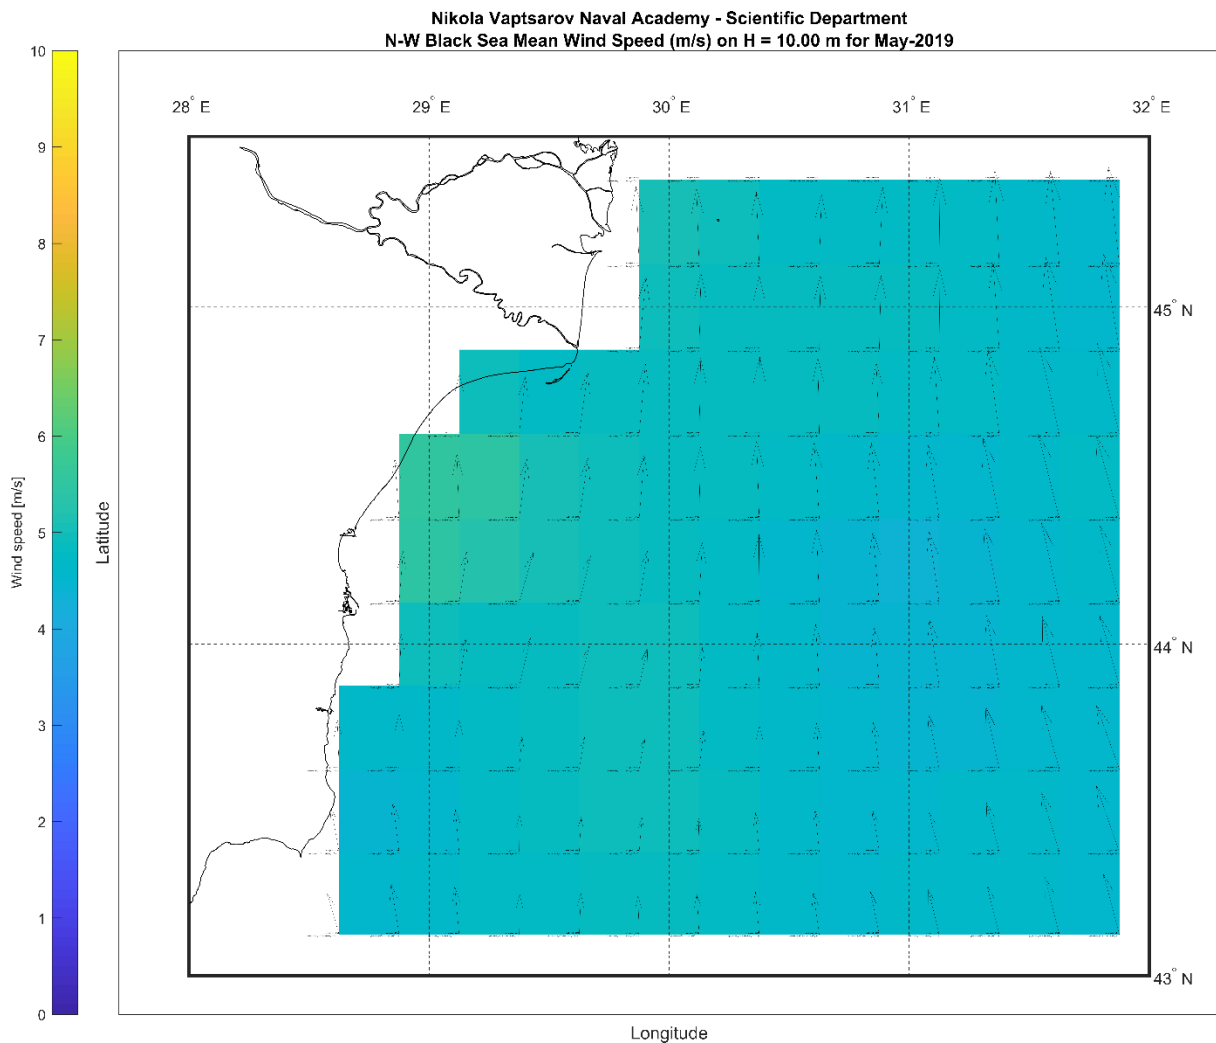 Nikola Vaptsarov Naval Academy - Scientific Department
N-W Black Sea Mean Wind Speed (m/s) on H = 10.00 m for May-2019
28° E
29° E
30° E
31° E
32° E
45° N
44° N
43° N
10
9
8
7
6
5
4
3
2
1
0
Wind speed [m/s]
Latitude
Longitude